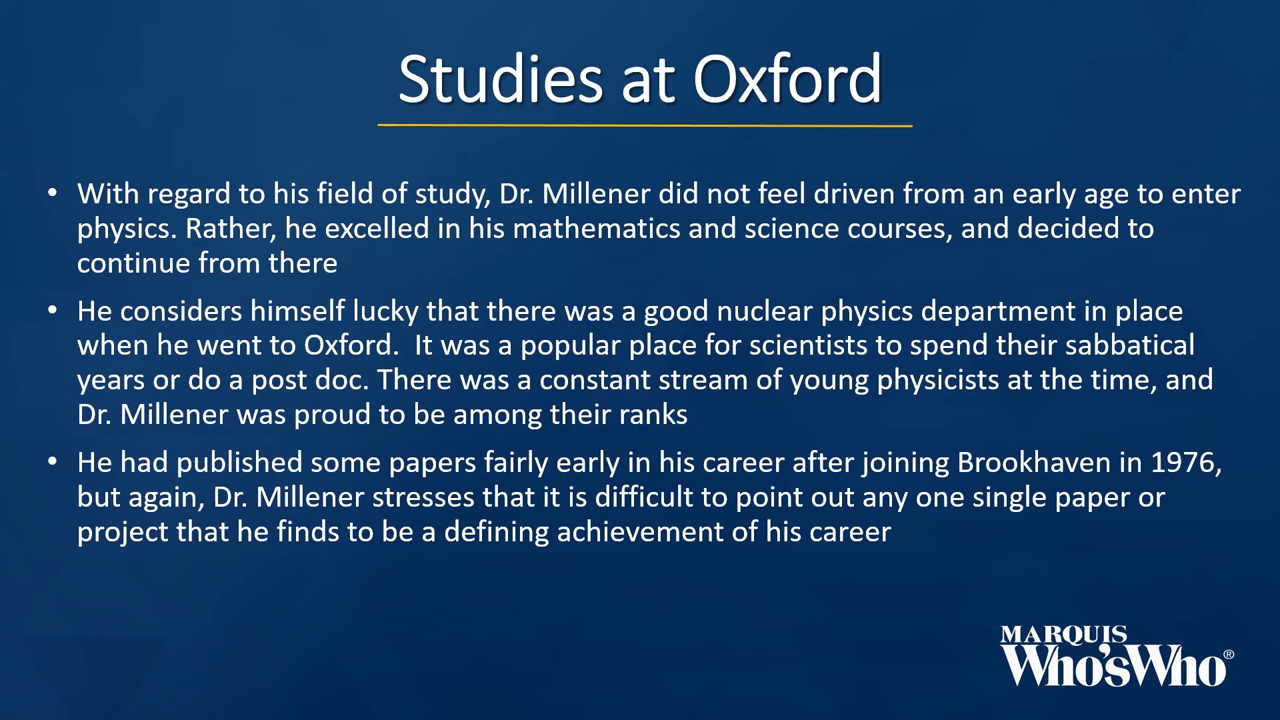 Studies at Oxford
• With regard to his field of study, Dr. Millener did not feel driven from an early age to enter
physics. Rather, he excelled in his mathematics and science courses, and decided to
continue from there
• He considers himself lucky that there was a good nuclear physics department in place
when he went to Oxford.  It was a popular place for scientists to spend their sabbatical
years or do a post doc. There was a constant stream of young physicists at the time, and
Dr. Millener was proud to be among their ranks
• He had published some papers fairly early in his career after joining Brookhaven in 1976,
but again, Dr. Millener stresses that it is difficult to point out any one single paper or
project that he finds to be a defining achievement of his career
MARQUIS
Who'sWho®